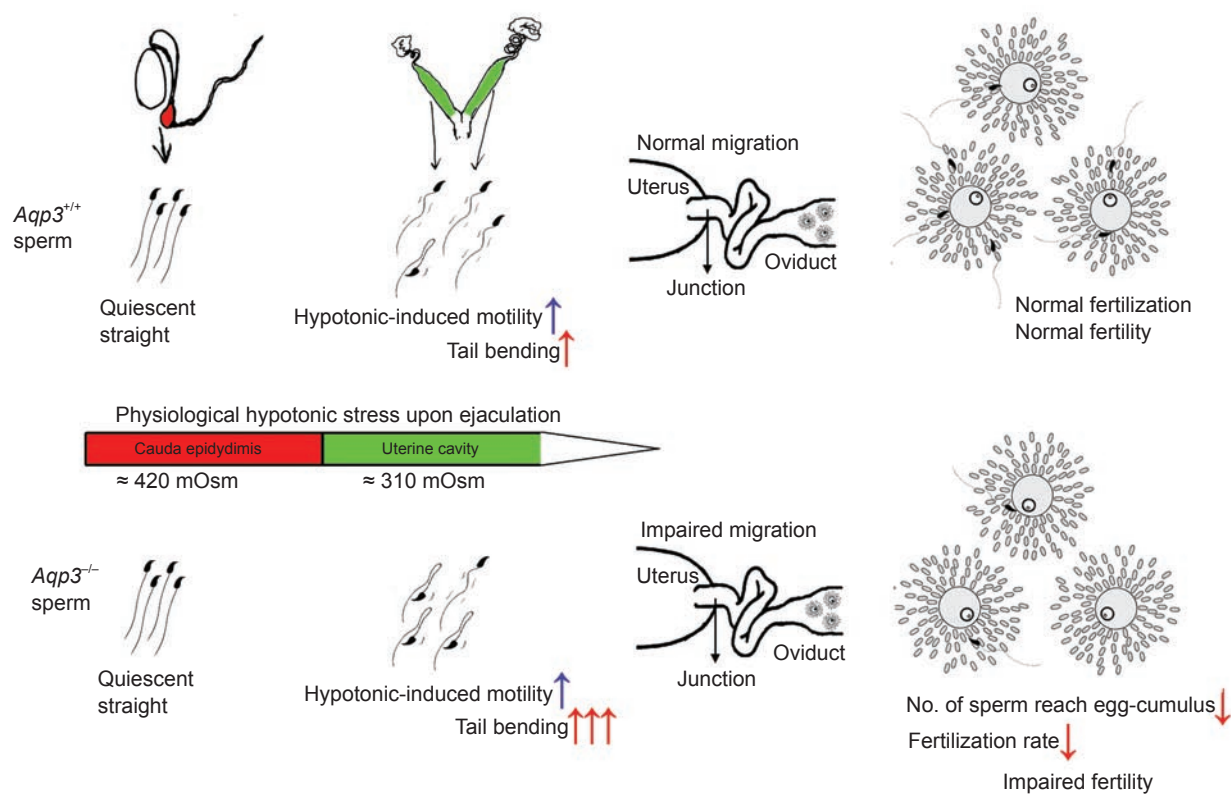 Aqp3+/+
sperm
Quiescent
straight
Hypotonic-induced motility ↑
Tail bending ↑
Normal migration
Uterus
Oviduct
Junction
Normal fertilization
Normal fertility
Physiological hypotonic stress upon ejaculation
Cauda epidydimis
Uterine cavity
≈ 420 mOsm
≈ 310 mOsm
Aqp3–/–
sperm
Quiescent
straight
Hypotonic-induced motility ↑
Tail bending ↑↑↑
Impaired migration
Uterus
Oviduct
Junction
No. of sperm reach egg-cumulus ↓
Fertilization rate ↓
Impaired fertility